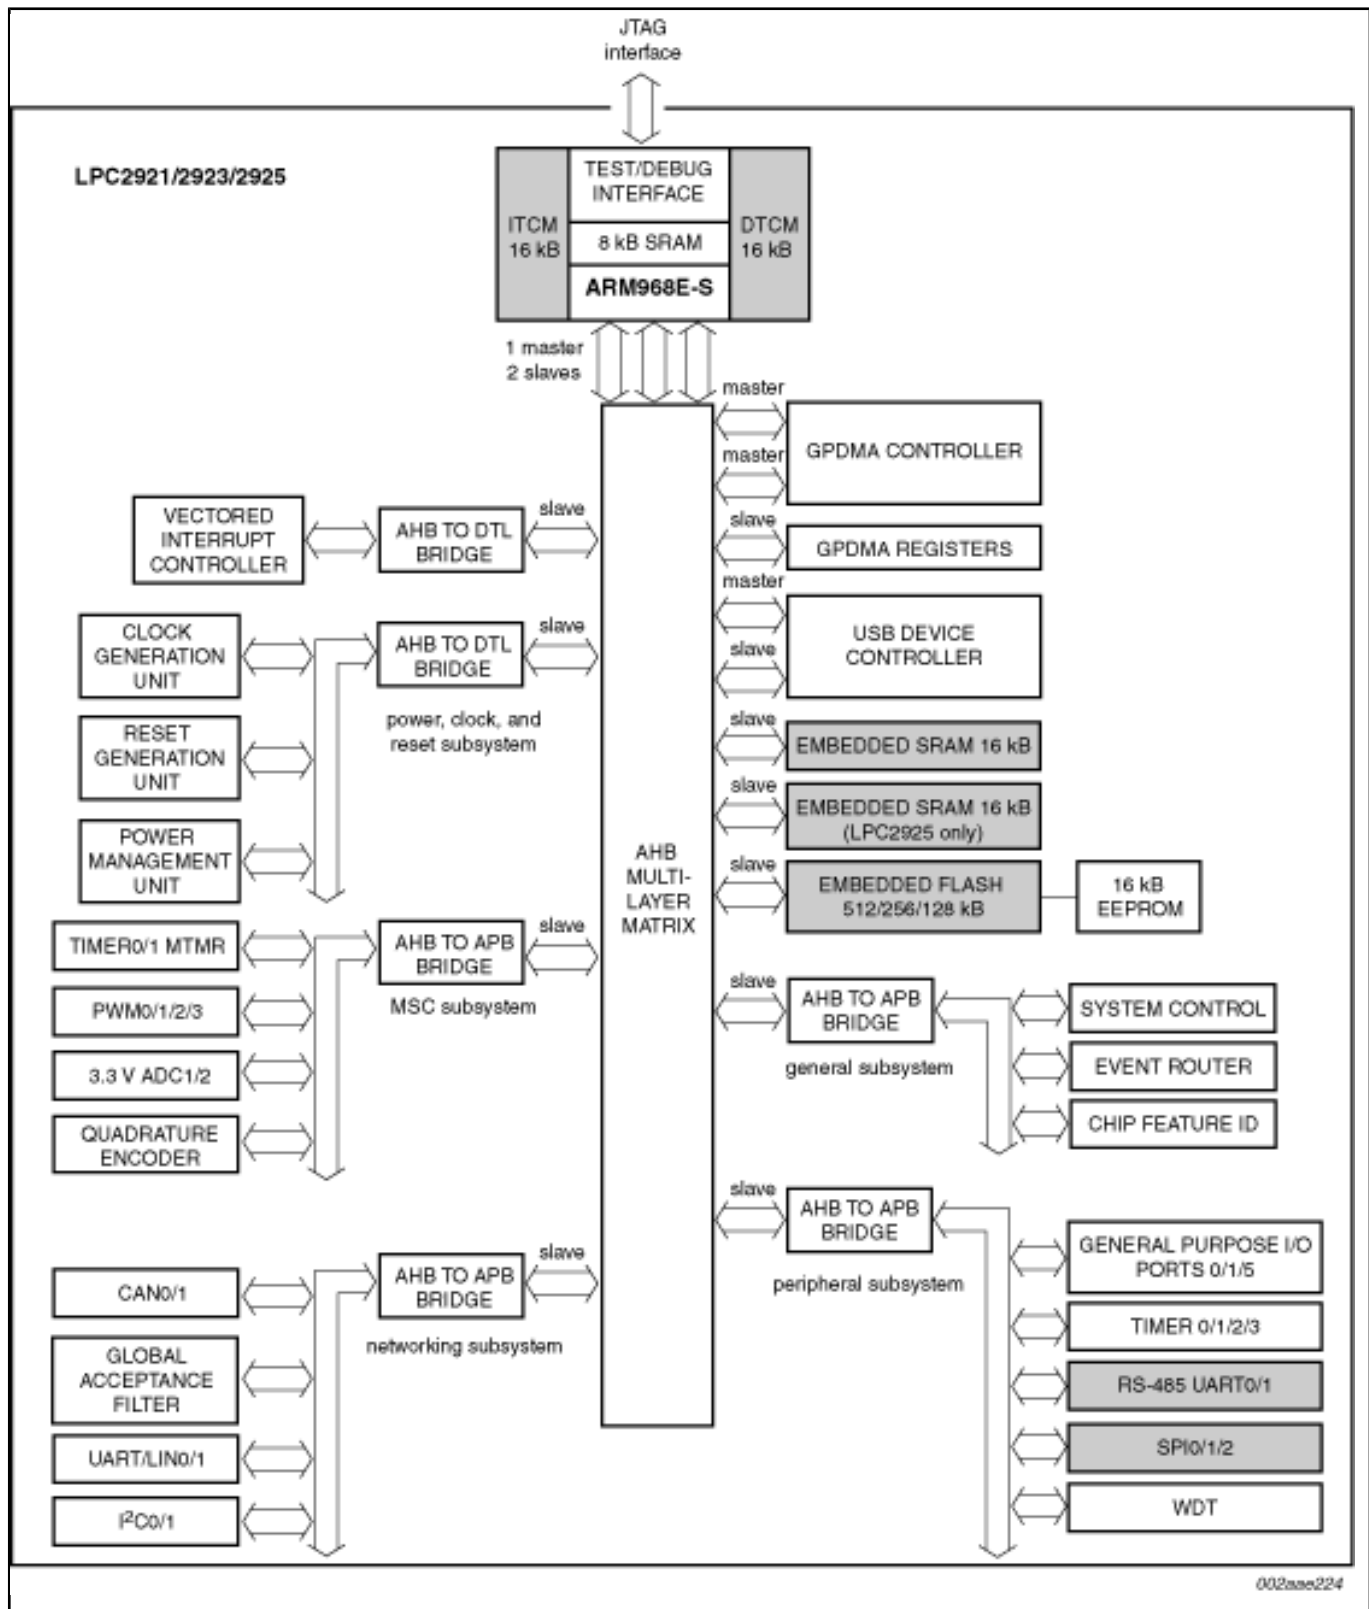 JTAG
interface
LPC2921/2923/2925
ITCM
16 kB
TEST/DEBUG
INTERFACE
8 kB SRAM
ARM968E-S
DTCM
16 kB
1 master
2 slaves
master
GPDMA CONTROLLER
master
slave
GPDMA REGISTERS
master
USB DEVICE
CONTROLLER
slave
slave
EMBEDDED SRAM 16 kB
slave
EMBEDDED SRAM 16 kB
(LPC2925 only)
slave
EMBEDDED FLASH
512/256/128 kB
16 kB
EEPROM
AHB
MULTI-
LAYER
MATRIX
VECTORED
INTERRUPT
CONTROLLER
AHB TO DTL
BRIDGE
slave
CLOCK
GENERATION
UNIT
AHB TO DTL
BRIDGE
slave
power, clock, and
reset subsystem
RESET
GENERATION
UNIT
POWER
MANAGEMENT
UNIT
TIMER0/1 MTMR
AHB TO APB
BRIDGE
slave
MSC subsystem
PWM0/1/2/3
3.3 V ADC1/2
QUADRATURE
ENCODER
slave
AHB TO APB
BRIDGE
general subsystem
SYSTEM CONTROL
EVENT ROUTER
CHIP FEATURE ID
slave
AHB TO APB
BRIDGE
peripheral subsystem
GENERAL PURPOSE I/O
PORTS 0/1/5
TIMER 0/1/2/3
RS-485 UART0/1
SPI0/1/2
WDT
CAN0/1
AHB TO APB
BRIDGE
slave
networking subsystem
GLOBAL
ACCEPTANCE
FILTER
UART/LIN0/1
I²C0/1
002aae224